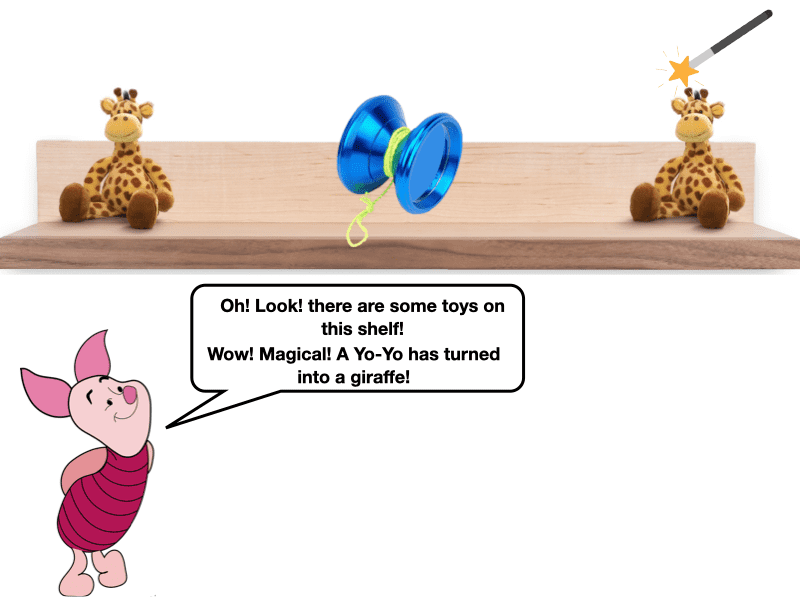 Oh! Look! there are some toys on
this shelf!
Wow! Magical! A Yo-Yo has turned
into a giraffe!